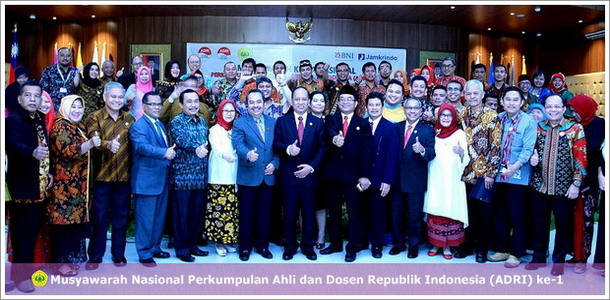 BNI Jamkrindo
Musyawarah Nasional Perkumpulan Ahli dan Dosen Republik Indonesia (ADRI) ke-1